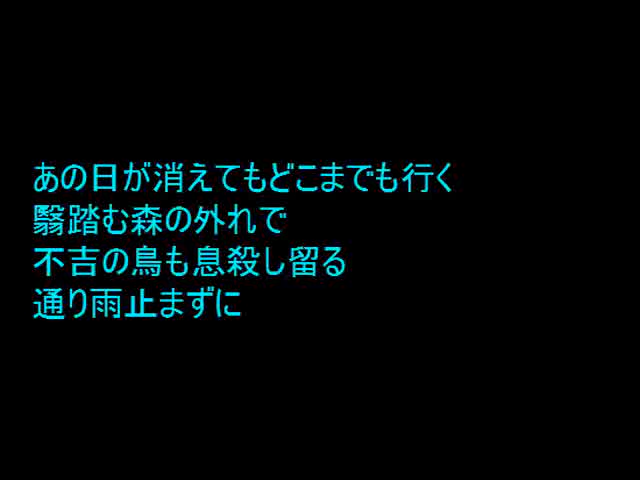 あの日が消えてもどこまでも行く
翳踏む森の外れで
不吉の鳥も息殺し留る
通り雨止まずに